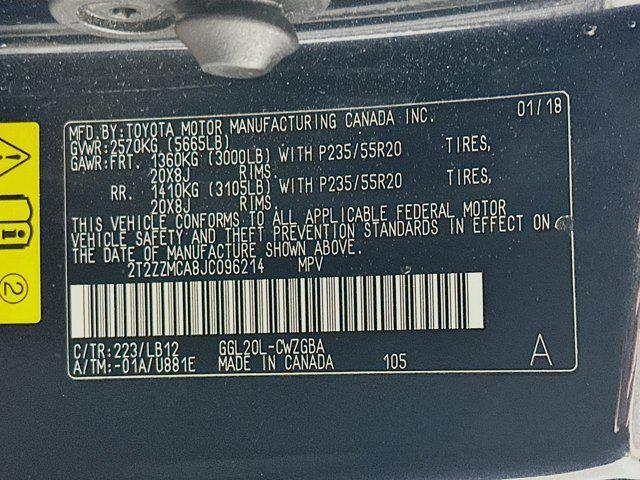 MFD.BY:TOYOTA MOTOR MANUFACTURING CANADA INC. 01/18
GVWR:2570KG (5665LB)
GAWR:FRT. 1360KG (3000LB) WITH P235/55R20 TIRES,
20X8J RIMS.
RR. 1410KG (3105LB) WITH P235/55R20 TIRES,
20X8J RIMS.
THIS VEHICLE CONFORMS TO ALL APPLICABLE FEDERAL MOTOR
VEHICLE SAFETY AND THEFT PREVENTION STANDARDS IN EFFECT ON
THE DATE OF MANUFACTURE SHOWN ABOVE.
2T2ZZMCA8JC096214 MPV
C/TR:223/LB12 GGL20L-CWZGBA
A/TM:-01A/U881E MADE IN CANADA 105 A
2